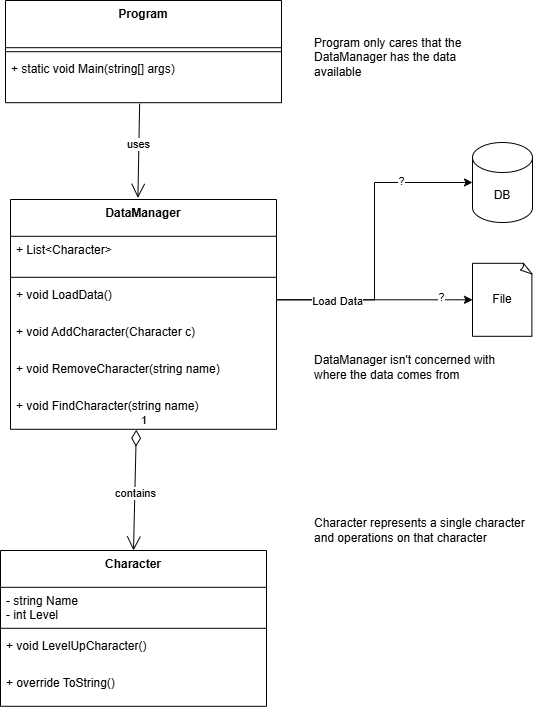 Program
+ static void Main(string[] args)
Program only cares that the
DataManager has the data
available
uses
DataManager
+ List<Character>
+ void LoadData()
+ void AddCharacter(Character c)
+ void RemoveCharacter(string name)
+ void FindCharacter(string name)
1
Load Data
?
DB
?
File
DataManager isn't concerned with
where the data comes from
contains
Character represents a single character
and operations on that character
Character
- string Name
- int Level
+ void LevelUpCharacter()
+ override ToString()